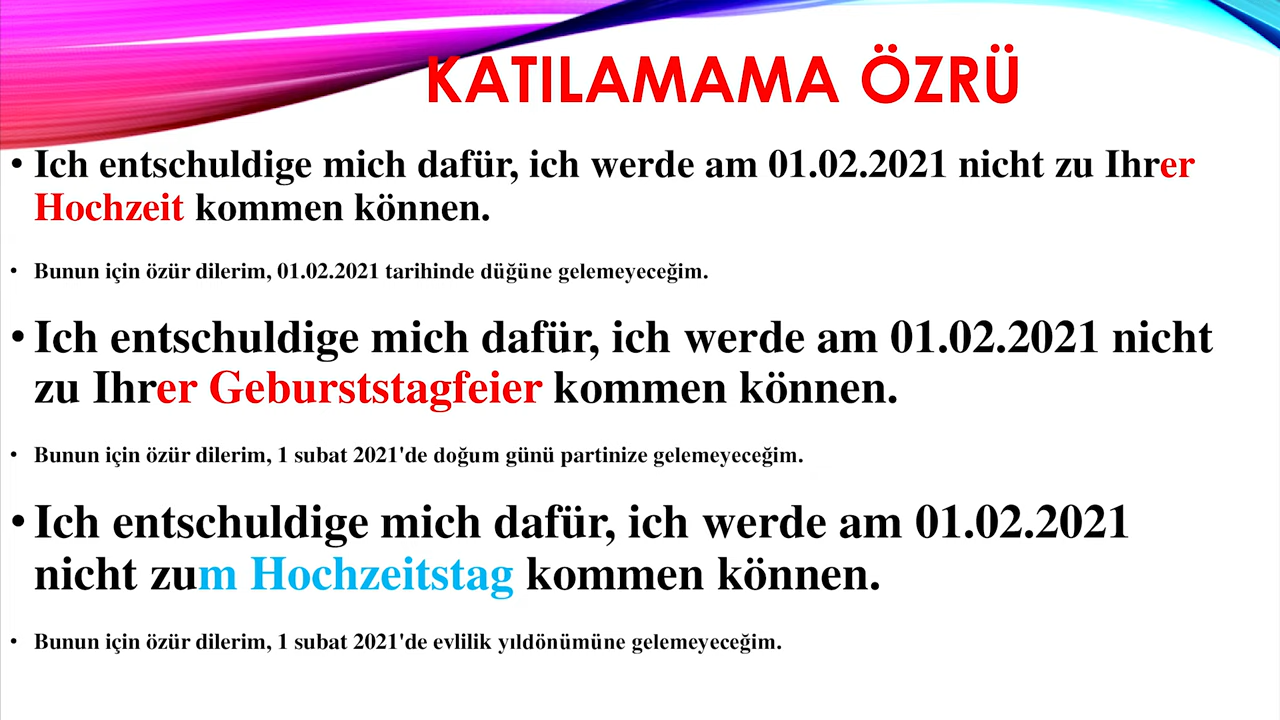 KATILAMAMA ÖZRÜ
• Ich entschuldige mich dafür, ich werde am 01.02.2021 nicht zu Ihrer
Hochzeit kommen können.
• Bunun için özür dilerim, 01.02.2021 tarihinde düğüne gelemeyeceğim.
• Ich entschuldige mich dafür, ich werde am 01.02.2021 nicht
zu Ihrer Geburststagfeier kommen können.
• Bunun için özür dilerim, 1 subat 2021'de doğum günü partinize gelemeyeceğim.
• Ich entschuldige mich dafür, ich werde am 01.02.2021
nicht zum Hochzeitstag kommen können.
• Bunun için özür dilerim, 1 subat 2021'de evlilik yıldönümüne gelemeyeceğim.